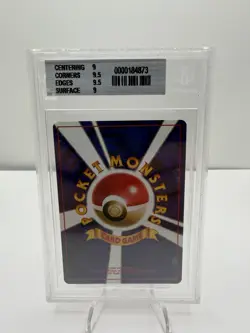 CENTERING 9
CORNERS 9.5
EDGES 9.5
SURFACE 9
0000184873
POCKET MONSTERS
CARD GAME